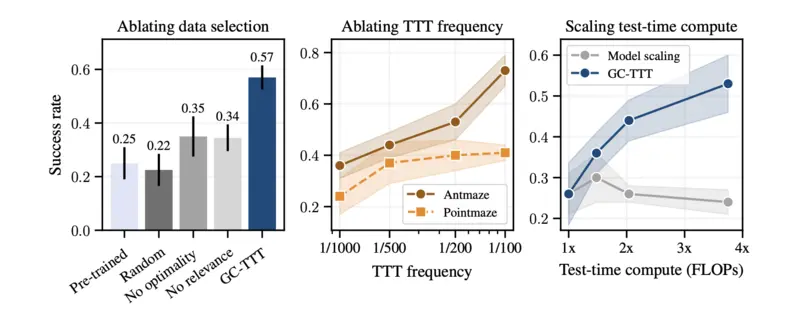 Ablating data selection
Success rate
0.6
0.4
0.2
0.0
0.25
0.22
0.35
0.34
0.57
Pre-trained
Random
No optimality
No relevance
GC-TTT
Ablating TTT frequency
0.8
0.6
0.4
0.2
Antmaze
Pointmaze
1/1000
1/500
1/200
1/100
TTT frequency
Scaling test-time compute
0.6
0.5
0.4
0.3
0.2
Model scaling
GC-TTT
1x
2x
3x
4x
Test-time compute (FLOPs)